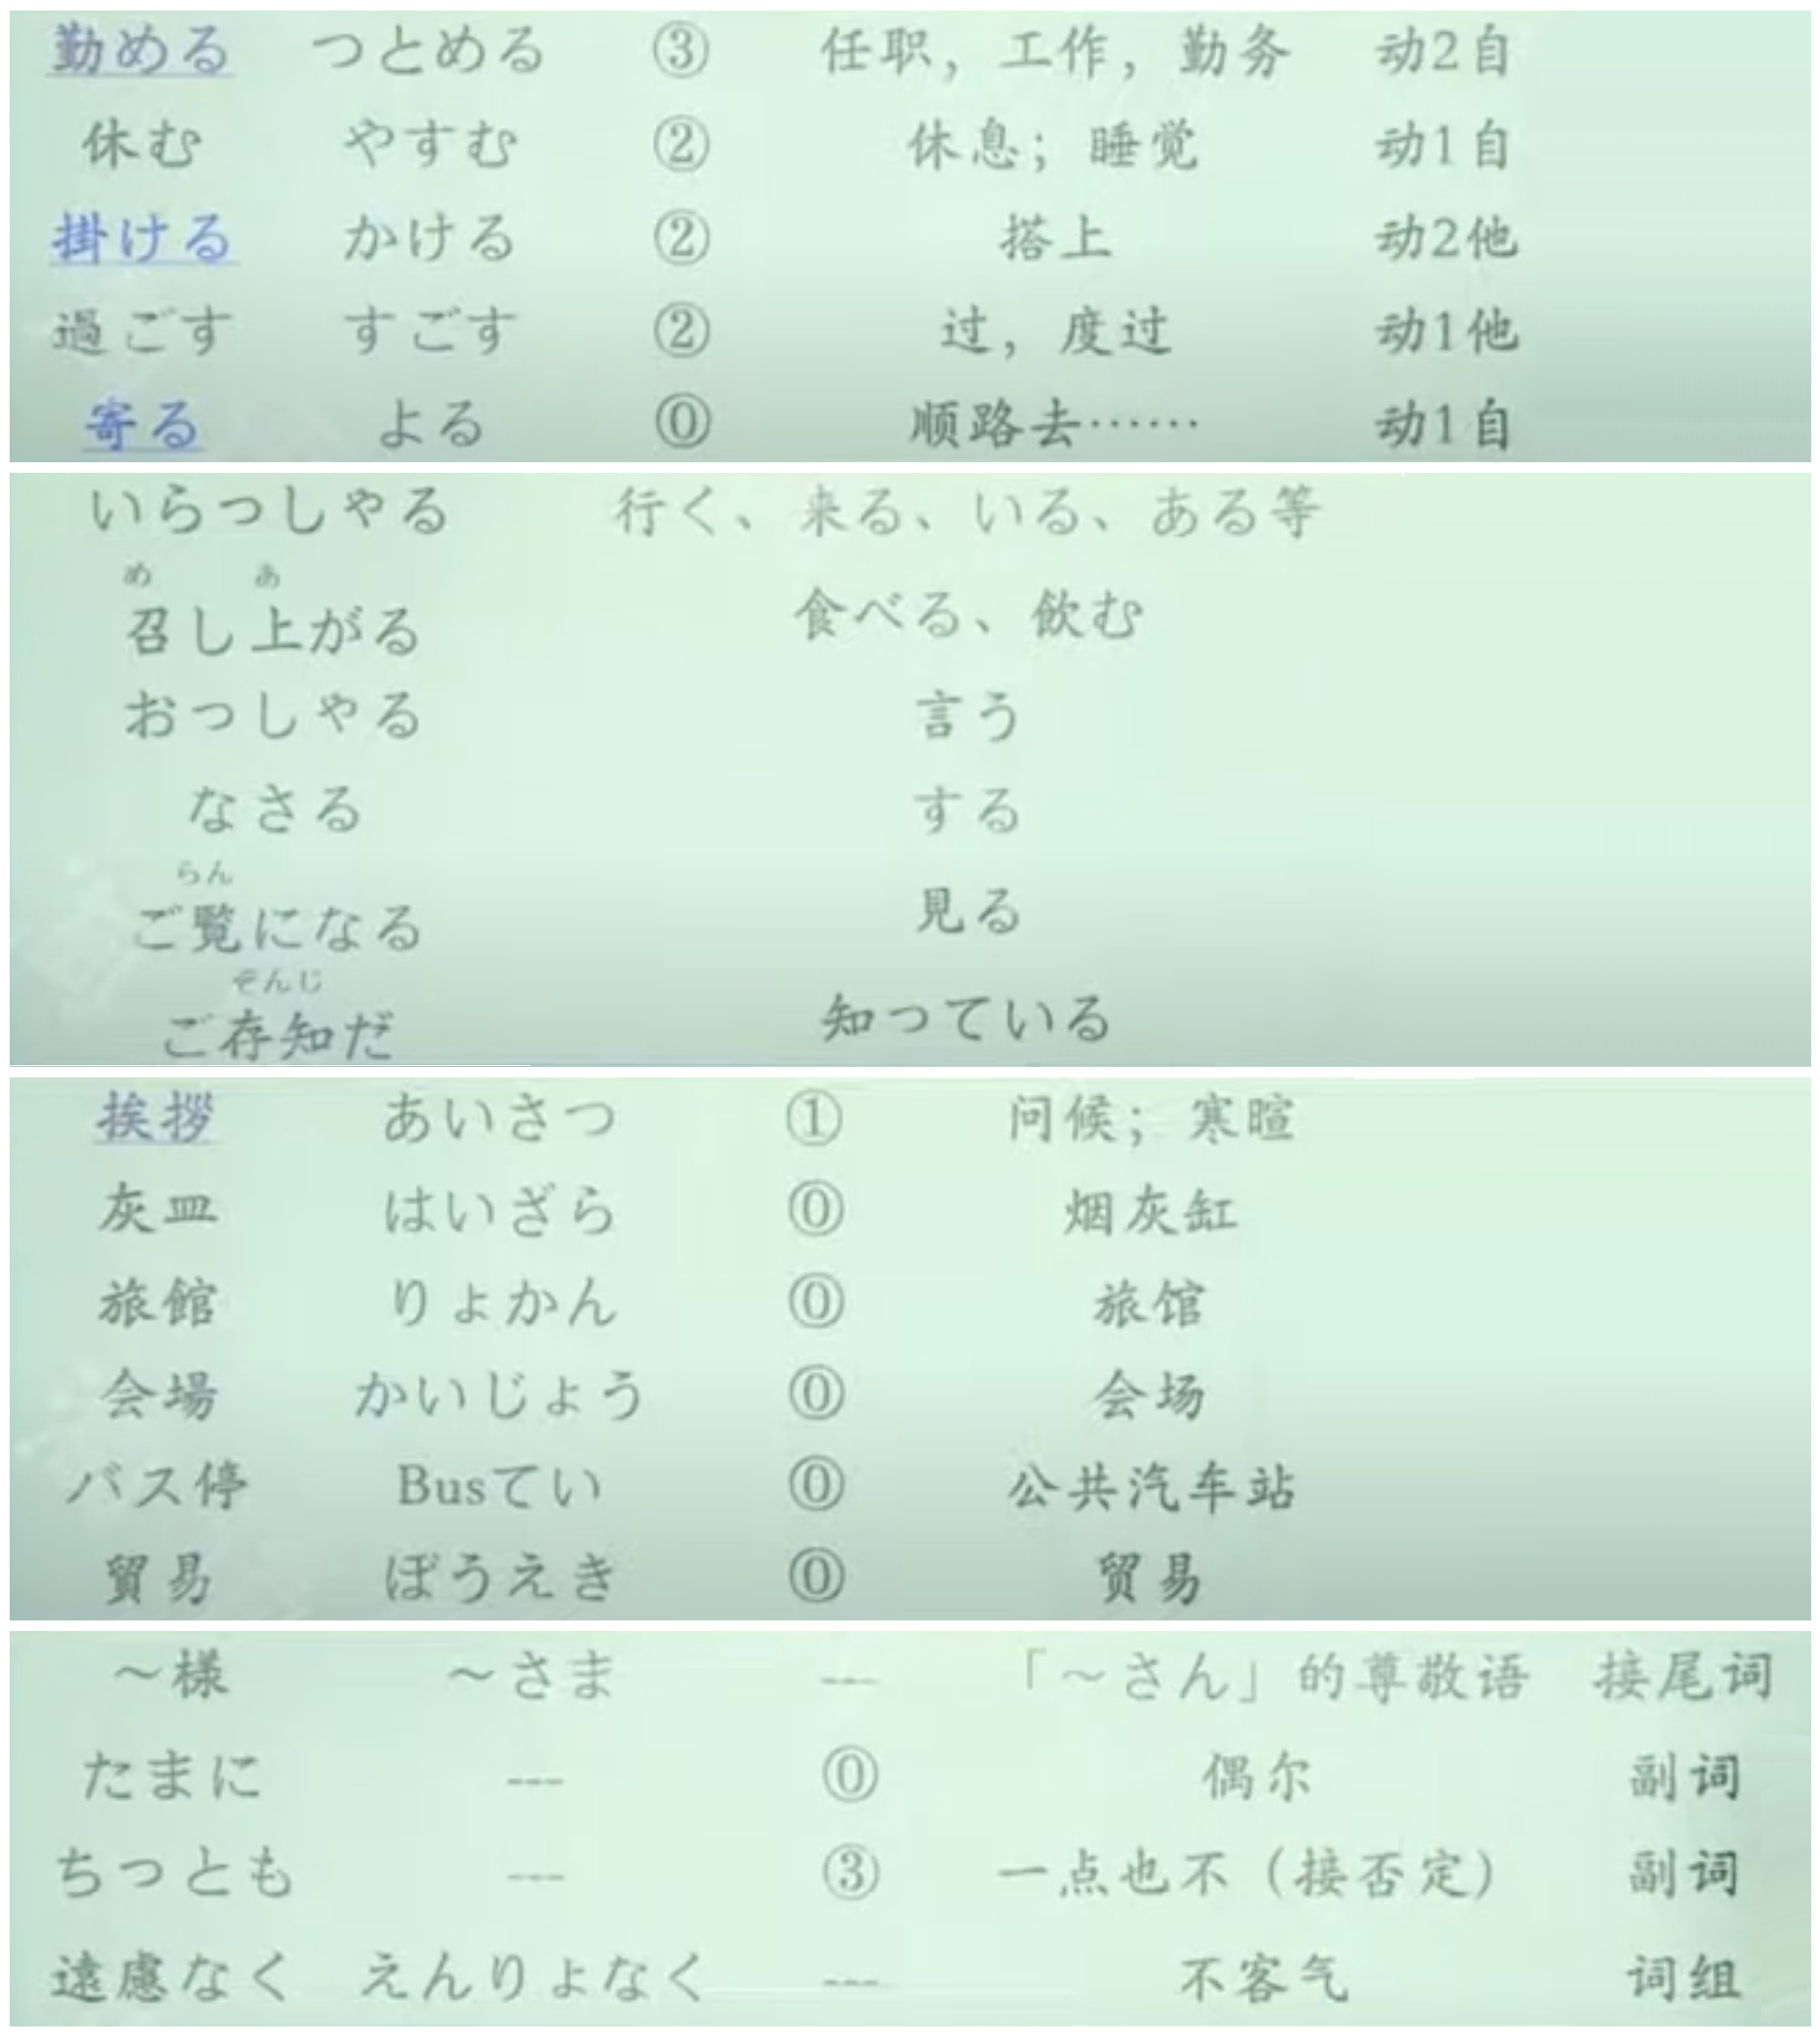 勤める つとめる ③ 任职，工作，勤务 动2自
休む やすむ ② 休息；睡觉 动1自
掛ける かける ② 搭上 动2他
過ごす すごす ② 过，度过 动1他
寄る よる ⓪ 顺路去…… 动1自
いらっしゃる 行く、来る、いる、ある等
め あ
召し上がる 食べる、飲む
おっしゃる 言う
なさる する
らん
ご覧になる 見る
ぞんじ
ご存知だ 知っている
挨拶 あいさつ ① 问候；寒暄
灰皿 はいざら ⓪ 烟灰缸
旅館 りょかん ⓪ 旅馆
会場 かいじょう ⓪ 会场
バス停 Busてい ⓪ 公共汽车站
貿易 ぼうえき ⓪ 贸易
～様 ～さま --- 「～さん」的尊敬语 接尾词
たまに --- ⓪ 偶尔 副词
ちっとも --- ③ 一点也不（接否定） 副词
遠慮なく えんりょなく --- 不客气 词组